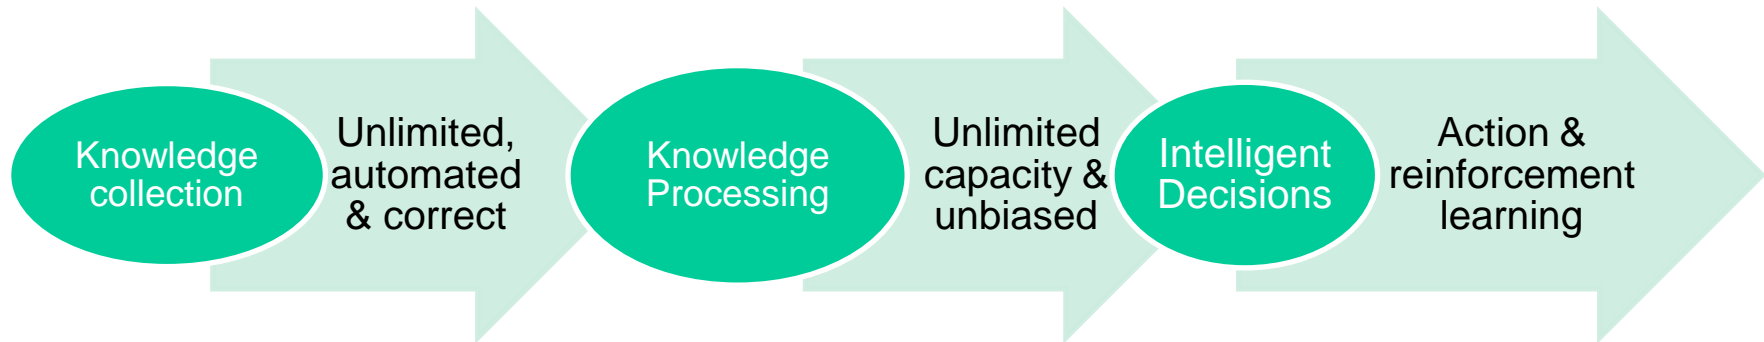 Knowledge
collection
Unlimited,
automated
& correct
Knowledge
Processing
Unlimited
capacity &
unbiased
Intelligent
Decisions
Action &
reinforcement
learning